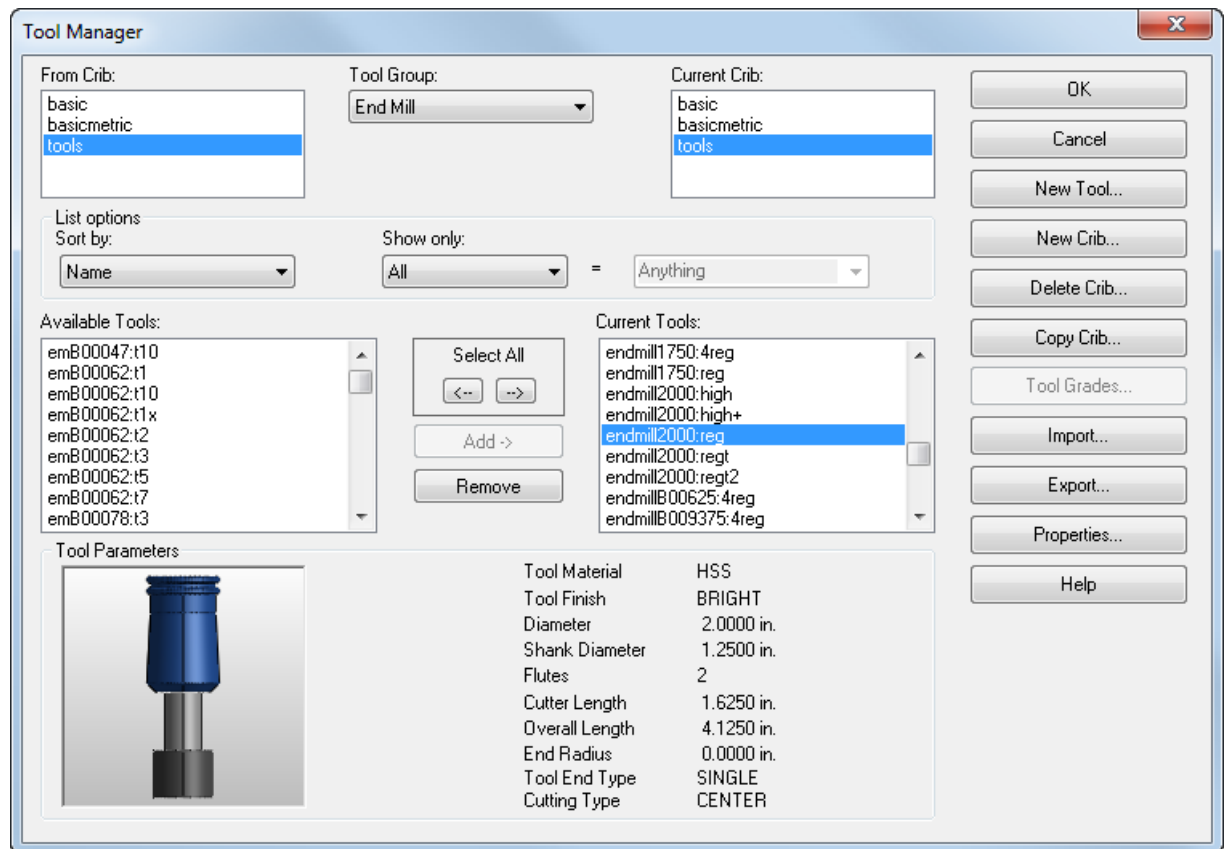 Tool Manager
From Crib:
basic
basicmetric
tools
Tool Group:
End Mill
Current Crib:
basic
basicmetric
tools
List options
Sort by:
Name
Show only:
All
=
Anything
Available Tools:
emB00047:t10
emB00062:t1
emB00062:t10
emB00062:t1x
emB00062:t2
emB00062:t3
emB00062:t5
emB00062:t7
emB00078:t3
Select All
<--
-->
Add ->
Remove
Current Tools:
endmill1750:4reg
endmill1750:reg
endmill2000:high
endmill2000:high+
endmill2000:reg
endmill2000:regt
endmill2000:regt2
endmillB00625:4reg
endmillB009375:4reg
Tool Parameters
Tool Material HSS
Tool Finish BRIGHT
Diameter 2.0000 in.
Shank Diameter 1.2500 in.
Flutes 2
Cutter Length 1.6250 in.
Overall Length 4.1250 in.
End Radius 0.0000 in.
Tool End Type SINGLE
Cutting Type CENTER
OK
Cancel
New Tool...
New Crib...
Delete Crib...
Copy Crib...
Tool Grades...
Import...
Export...
Properties...
Help